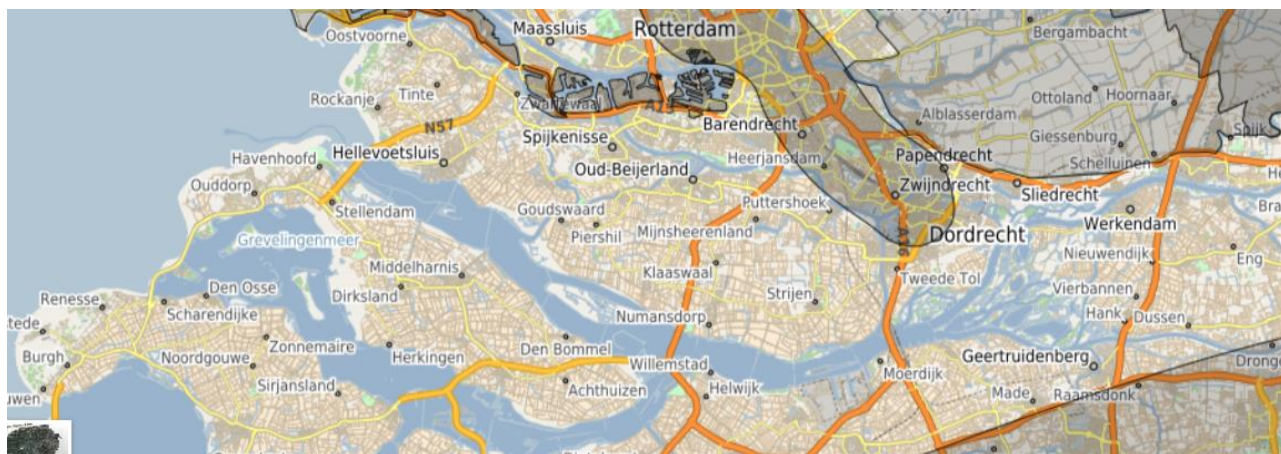 Rotterdam
Maassluis
Oostvoorne
Bergambacht
Tinte
Rockanje
Zwartewaal
Ottoland
Hoornaar
Alblasserdam
N57
Spijkenisse
Barendrecht
Giessenburg
Spijk
Havenhoofd
Hellevoetsluis
Heerjansdam
Papendrecht
Schelluinen
Oud-Beijerland
Ouddorp
Zwijndrecht
Sliedrecht
Stellendam
Goudswaard
Puttershoek
Werkendam
Piershil
Mijnsheerenland
A16
Dordrecht
Grevelingenmeer
Nieuwendijk
Eng
Middelharnis
Klaaswaal
Tweede Tol
Den Osse
Dirksland
Strijen
Vierbannen
Renesse
Scharendijke
Numansdorp
Hank
Dussen
Burgh
Noordgouwe
Zonnemaire
Herkingen
Den Bommel
Willemstad
Geertruidenberg
Moerdijk
Sirjansland
Achthuizen
Helwijk
Made
Raamsdonk